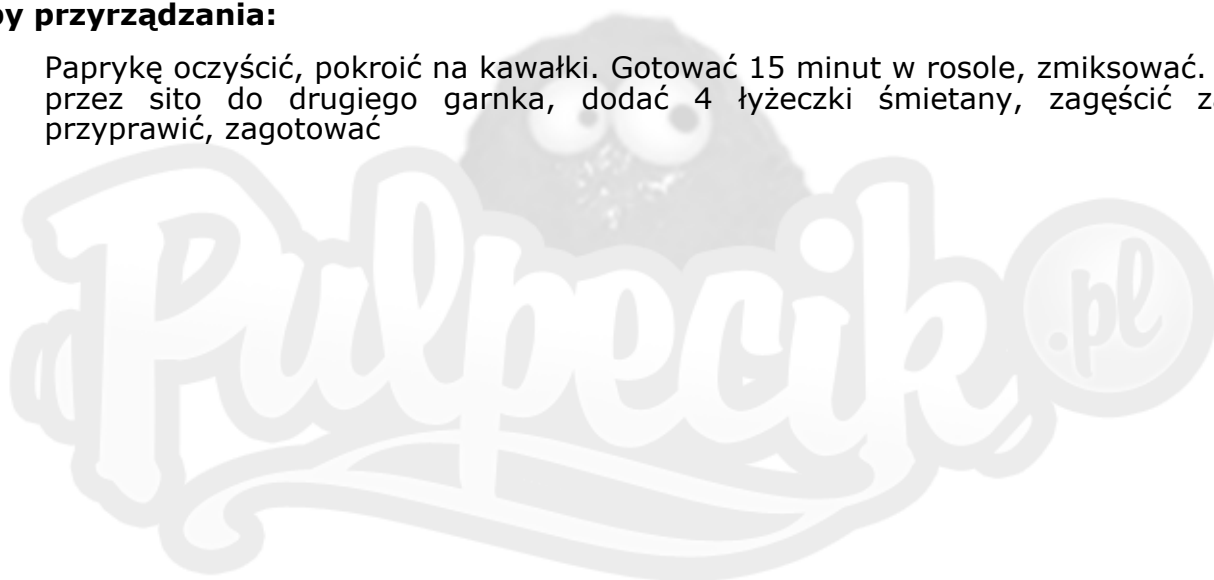 by przyrządzania:
Paprykę oczyścić, pokroić na kawałki. Gotować 15 minut w rosole, zmiksować.
przez sito do drugiego garnka, dodać 4 łyżeczki śmietany, zagęścić
przyprawić, zagotować
Pulpecik .pl